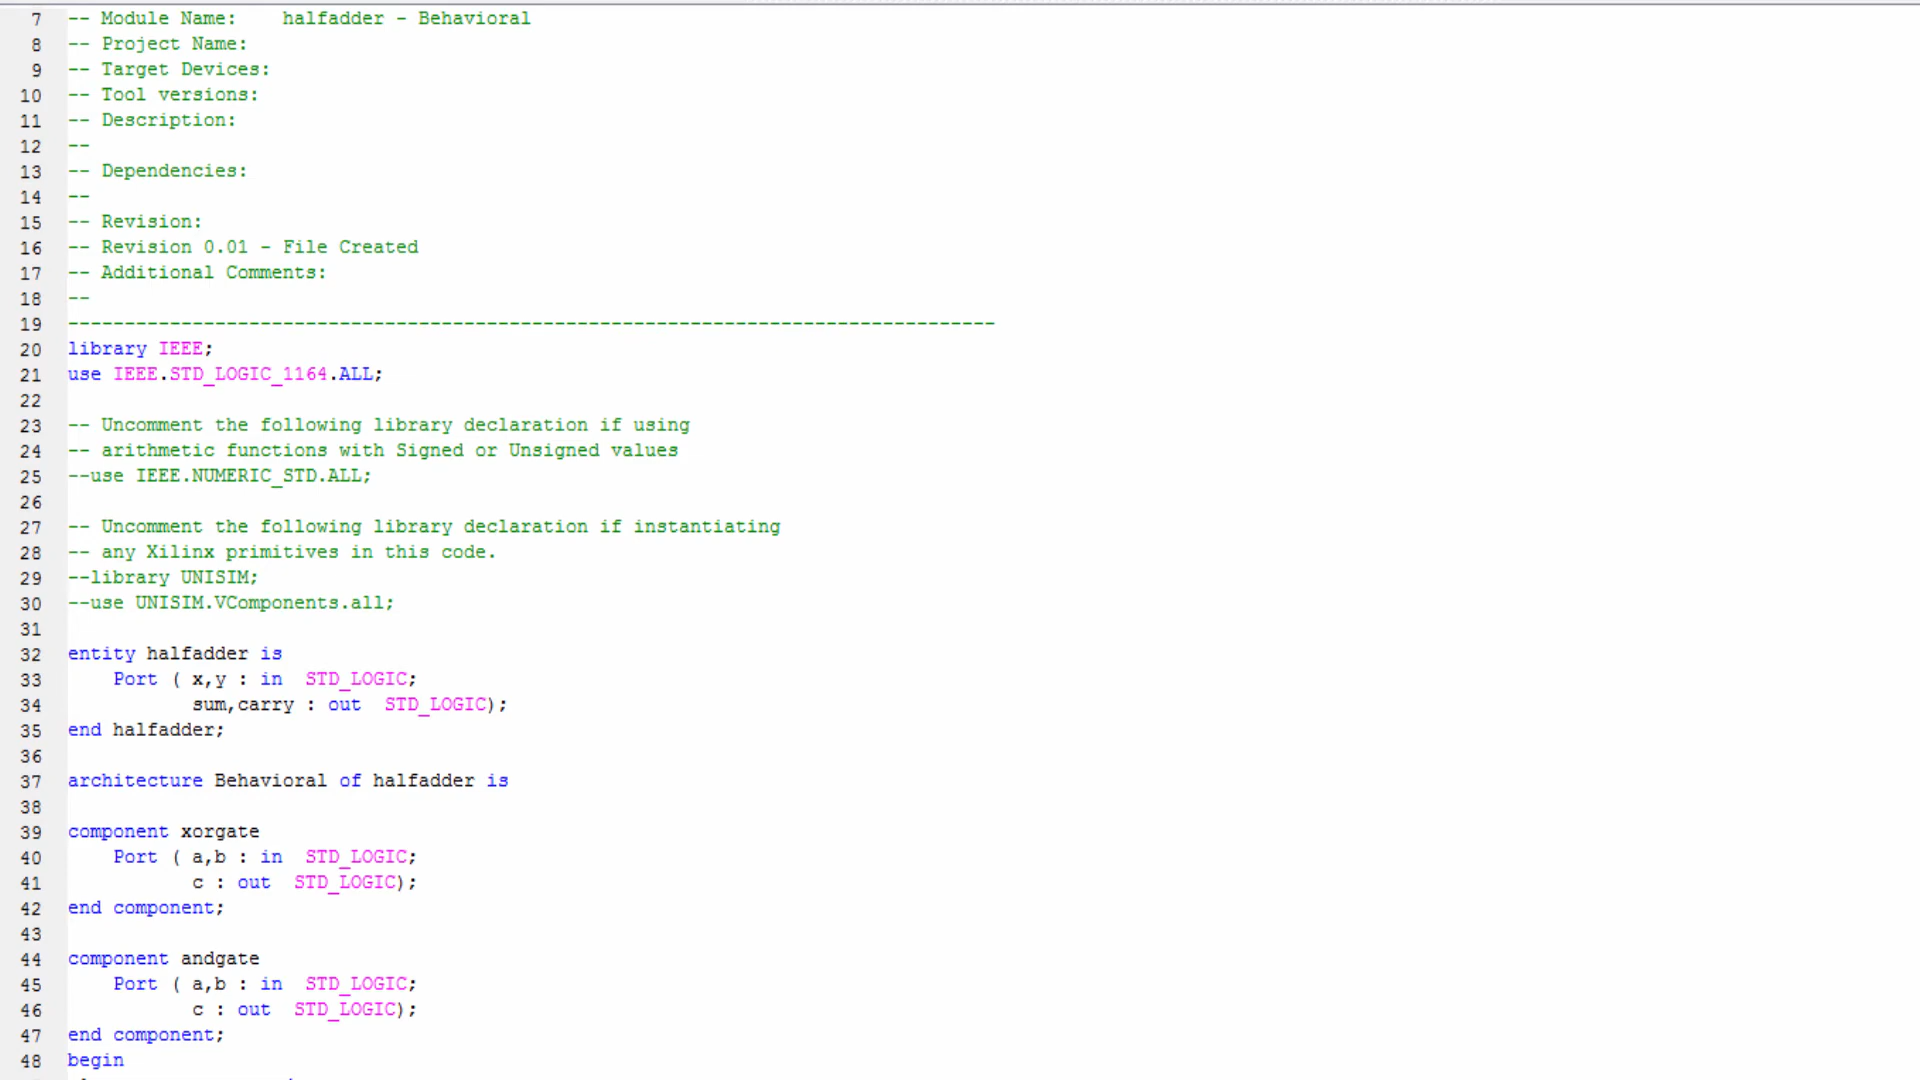 7 -- Module Name:    halfadder - Behavioral
8 -- Project Name:
9 -- Target Devices:
10 -- Tool versions:
11 -- Description:
12 --
13 -- Dependencies:
14 --
15 -- Revision:
16 -- Revision 0.01 - File Created
17 -- Additional Comments:
18 --
19 ----------------------------------------------------------------------------------
20 library IEEE;
21 use IEEE.STD_LOGIC_1164.ALL;
22
23 -- Uncomment the following library declaration if using
24 -- arithmetic functions with Signed or Unsigned values
25 --use IEEE.NUMERIC_STD.ALL;
26
27 -- Uncomment the following library declaration if instantiating
28 -- any Xilinx primitives in this code.
29 --library UNISIM;
30 --use UNISIM.VComponents.all;
31
32 entity halfadder is
33     Port ( x,y : in  STD_LOGIC;
34            sum,carry : out  STD_LOGIC);
35 end halfadder;
36
37 architecture Behavioral of halfadder is
38
39 component xorgate
40     Port ( a,b : in  STD_LOGIC;
41            c : out  STD_LOGIC);
42 end component;
43
44 component andgate
45     Port ( a,b : in  STD_LOGIC;
46            c : out  STD_LOGIC);
47 end component;
48 begin